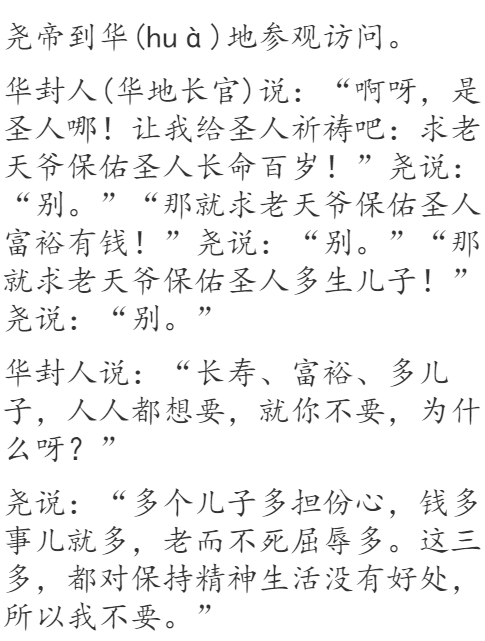 尧帝到华(huà)地参观访问。
华封人(华地长官)说：“啊呀，是
圣人哪！让我给圣人祈祷吧：求老
天爷保佑圣人长命百岁！”尧说：
“别。”“那就求老天爷保佑圣人
富裕有钱！”尧说：“别。”“那
就求老天爷保佑圣人多生儿子！”
尧说：“别。”
华封人说：“长寿、富裕、多儿
子，人人都想要，就你不要，为什
么呀？”
尧说：“多个儿子多担份心，钱多
事儿就多，老而不死屈辱多。这三
多，都对保持精神生活没有好处，
所以我不要。”